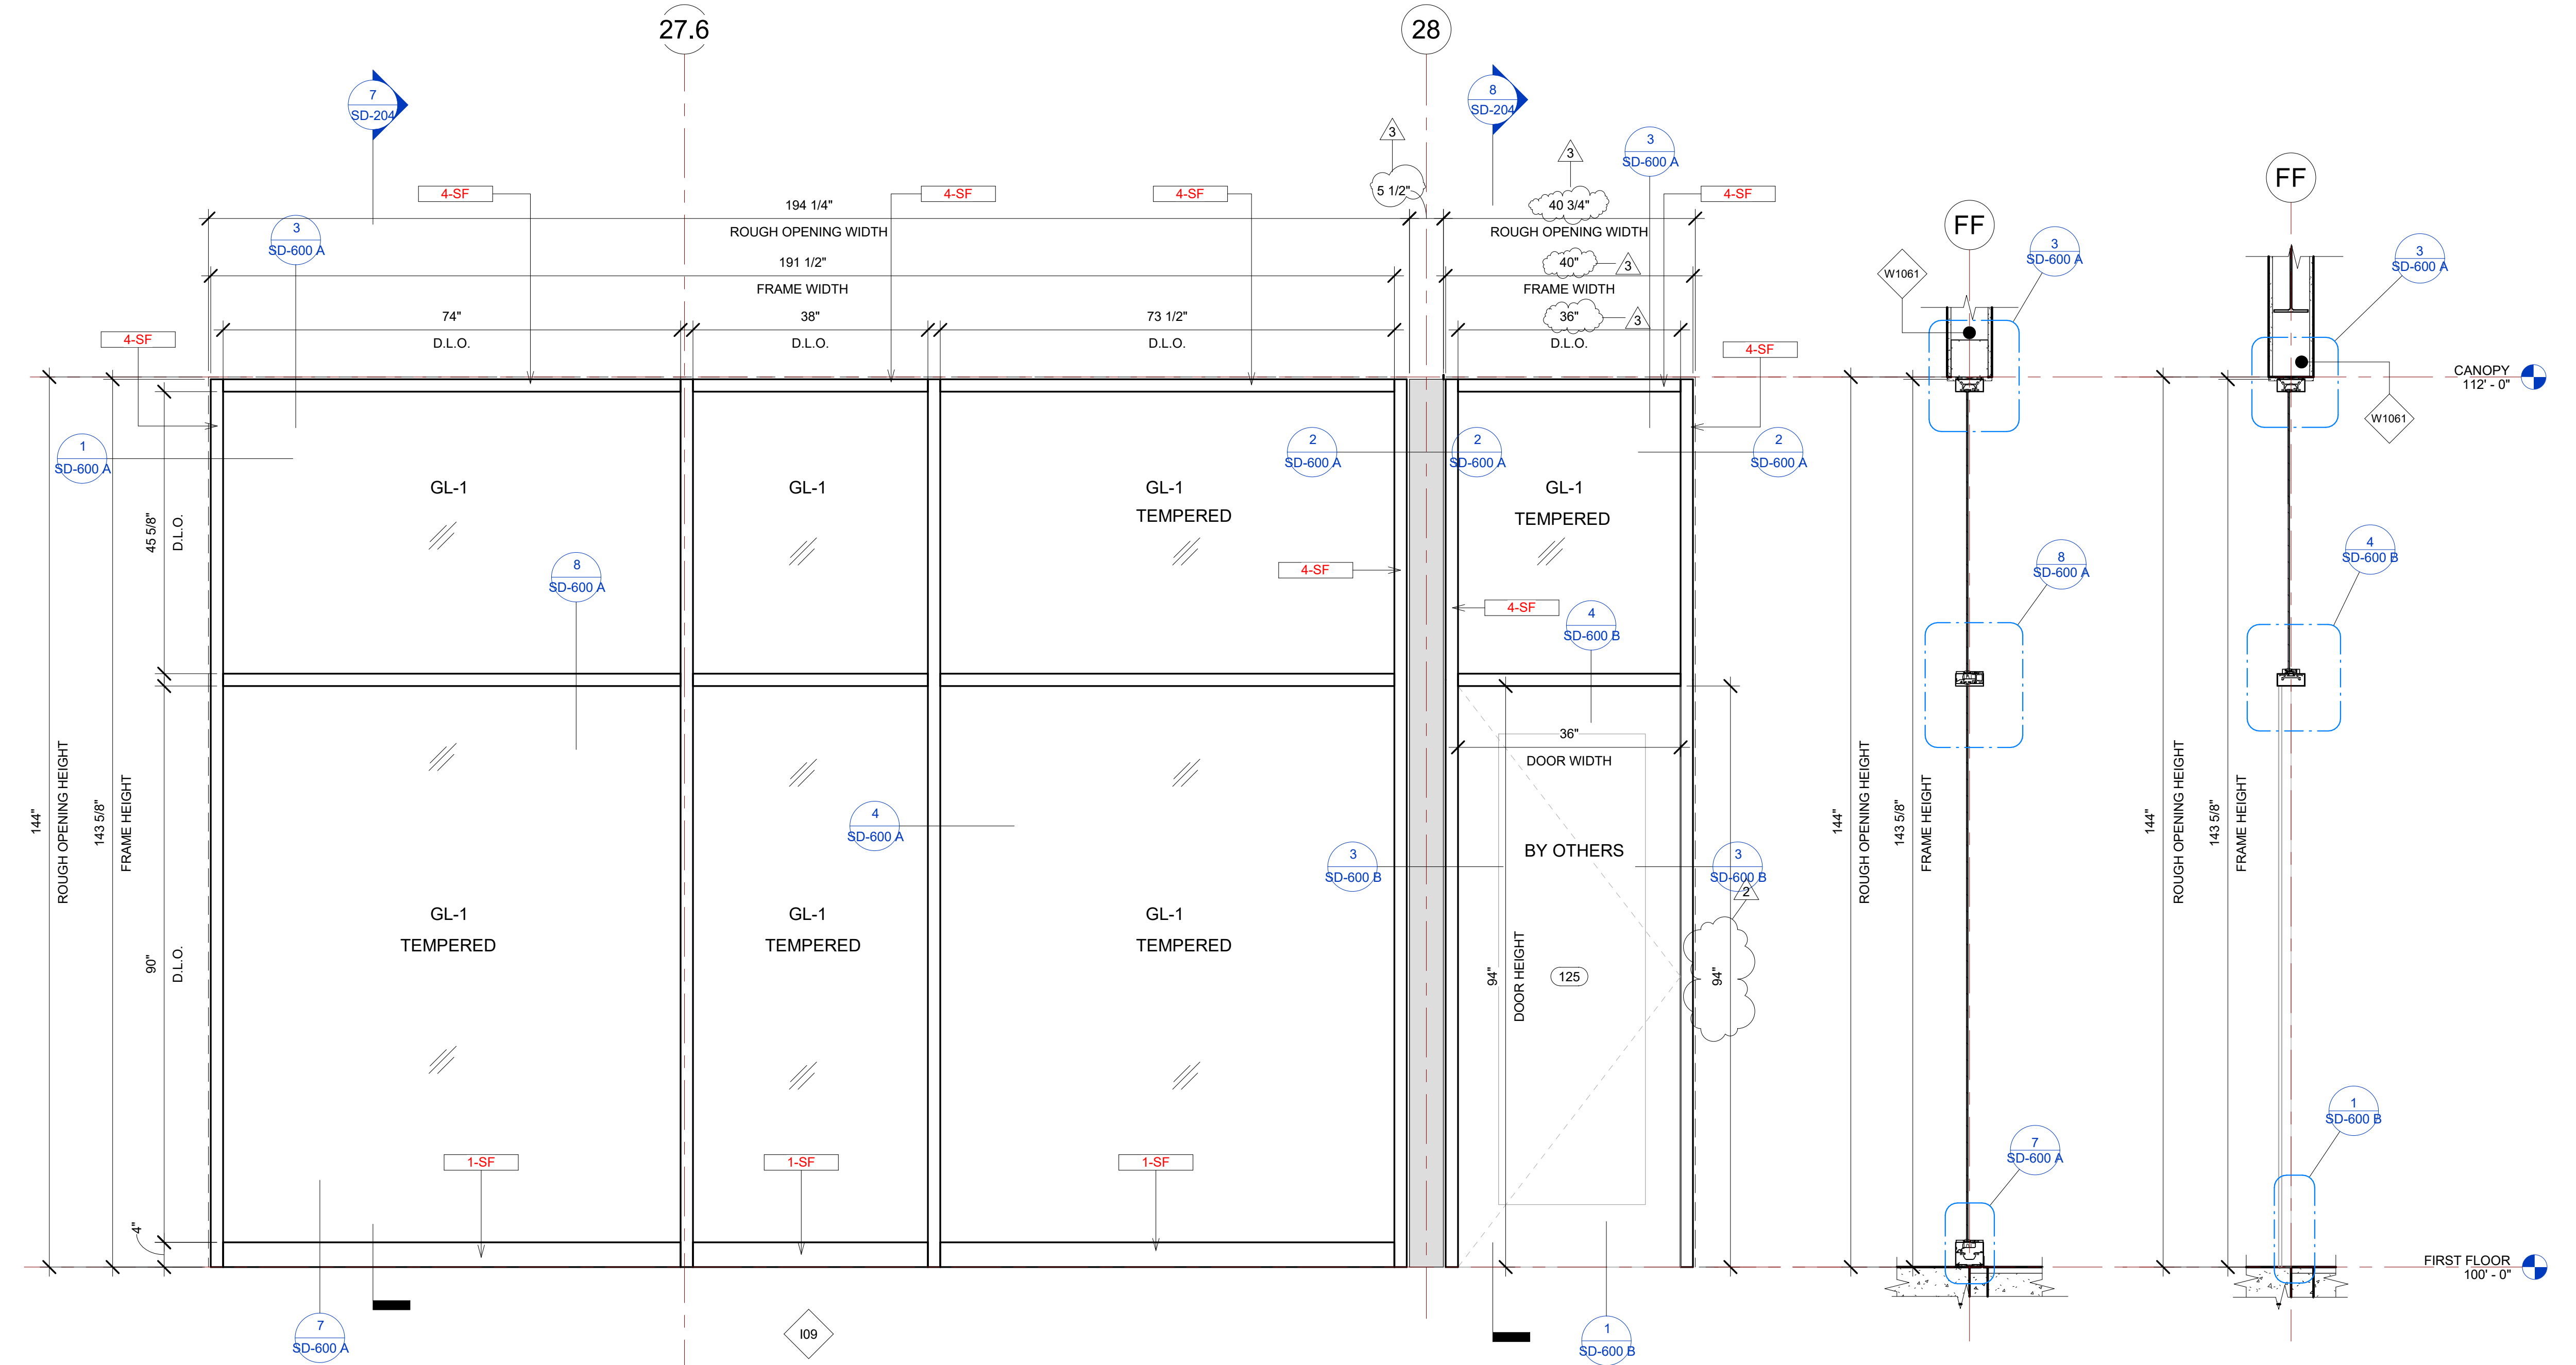 27.6
28
7
SD-204
8
SD-204
3
3
3
SD-600 A
FF
FF
4-SF
4-SF
4-SF
5 1/2"
4-SF
194 1/4"
40 3/4"
ROUGH OPENING WIDTH
ROUGH OPENING WIDTH
3
SD-600 A
3
SD-600 A
3
SD-600 A
191 1/2"
40"
3
W1061
FRAME WIDTH
FRAME WIDTH
74"
38"
73 1/2"
36"
3
D.L.O.
D.L.O.
D.L.O.
D.L.O.
4-SF
4-SF
CANOPY
112' - 0"
W1061
1
SD-600 A
2
SD-600 A
2
SD-600 A
2
SD-600 A
GL-1
GL-1
GL-1
TEMPERED
GL-1
TEMPERED
45 5/8"
D.L.O.
8
SD-600 A
4-SF
4-SF
4
SD-600 B
8
SD-600 A
4
SD-600 B
36"
DOOR WIDTH
144"
ROUGH OPENING HEIGHT
143 5/8"
FRAME HEIGHT
4
SD-600 A
BY OTHERS
3
SD-600 B
3
SD-600 B
2
144"
ROUGH OPENING HEIGHT
143 5/8"
FRAME HEIGHT
144"
ROUGH OPENING HEIGHT
143 5/8"
FRAME HEIGHT
GL-1
TEMPERED
GL-1
TEMPERED
GL-1
TEMPERED
90"
D.L.O.
94"
DOOR HEIGHT
125
94"
1
SD-600 B
7
SD-600 A
1-SF
1-SF
1-SF
4"
FIRST FLOOR
100' - 0"
7
SD-600 A
I09
1
SD-600 B